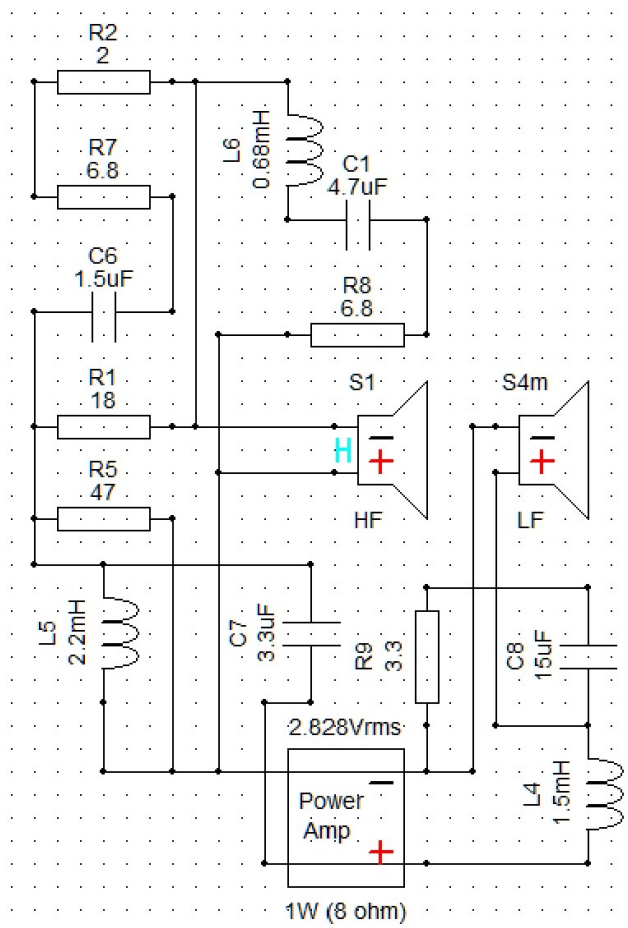 R2
2
R7
6.8
L6
0.68mH
C1
4.7uF
C6
1.5uF
R8
6.8
R1
18
S1
S4m
H
−
+
−
+
R5
47
HF
LF
L5
2.2mH
C7
3.3uF
R9
3.3
C8
15uF
2.828Vrms
−
Power
Amp
+
L4
1.5mH
1W (8 ohm)